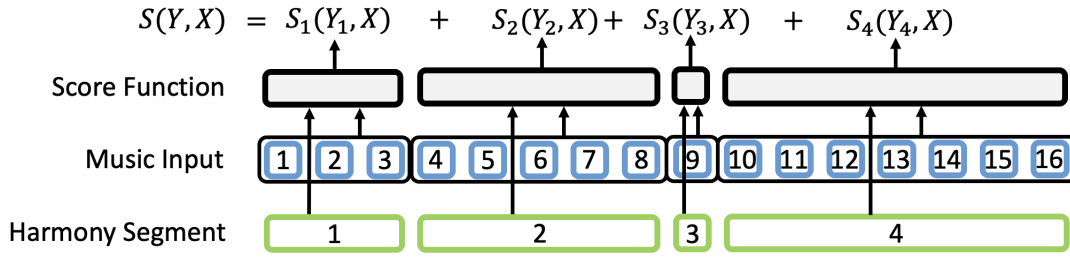 S(Y, X) = S₁(Y₁, X) + S₂(Y₂, X) + S₃(Y₃, X) + S₄(Y₄, X)
Score Function
Music Input 1 2 3 4 5 6 7 8 9 10 11 12 13 14 15 16
Harmony Segment 1 2 3 4